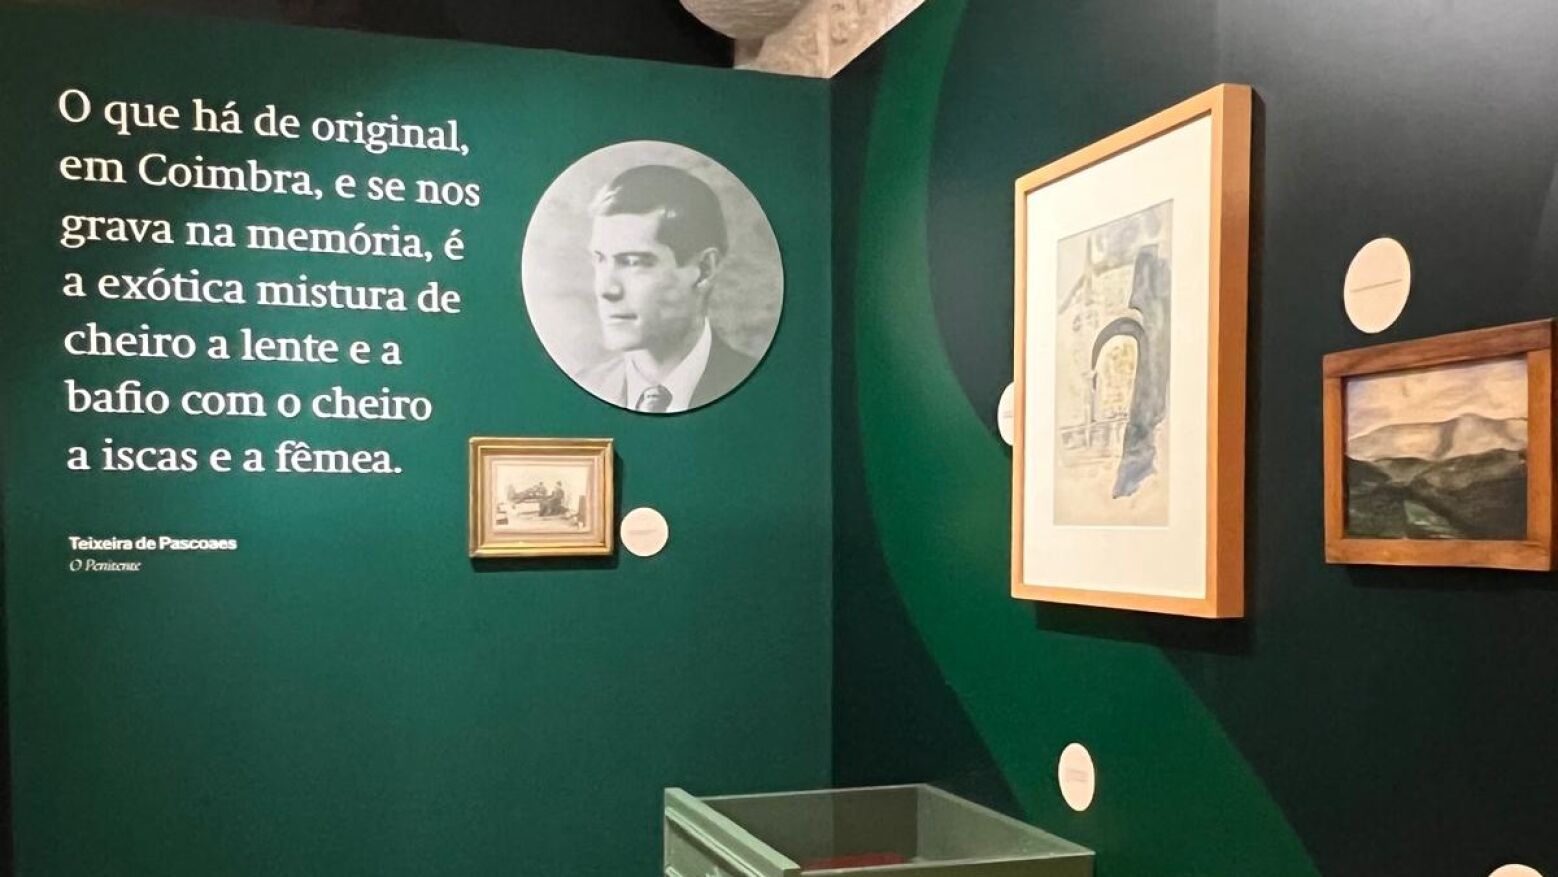 O que há de original,
em Coimbra, e se nos
grava na memória, é
a exótica mistura de
cheiro a lente e a
bafio com o cheiro
a iscas e a fêmea.
Teixeira de Pascoaes
O Penitente